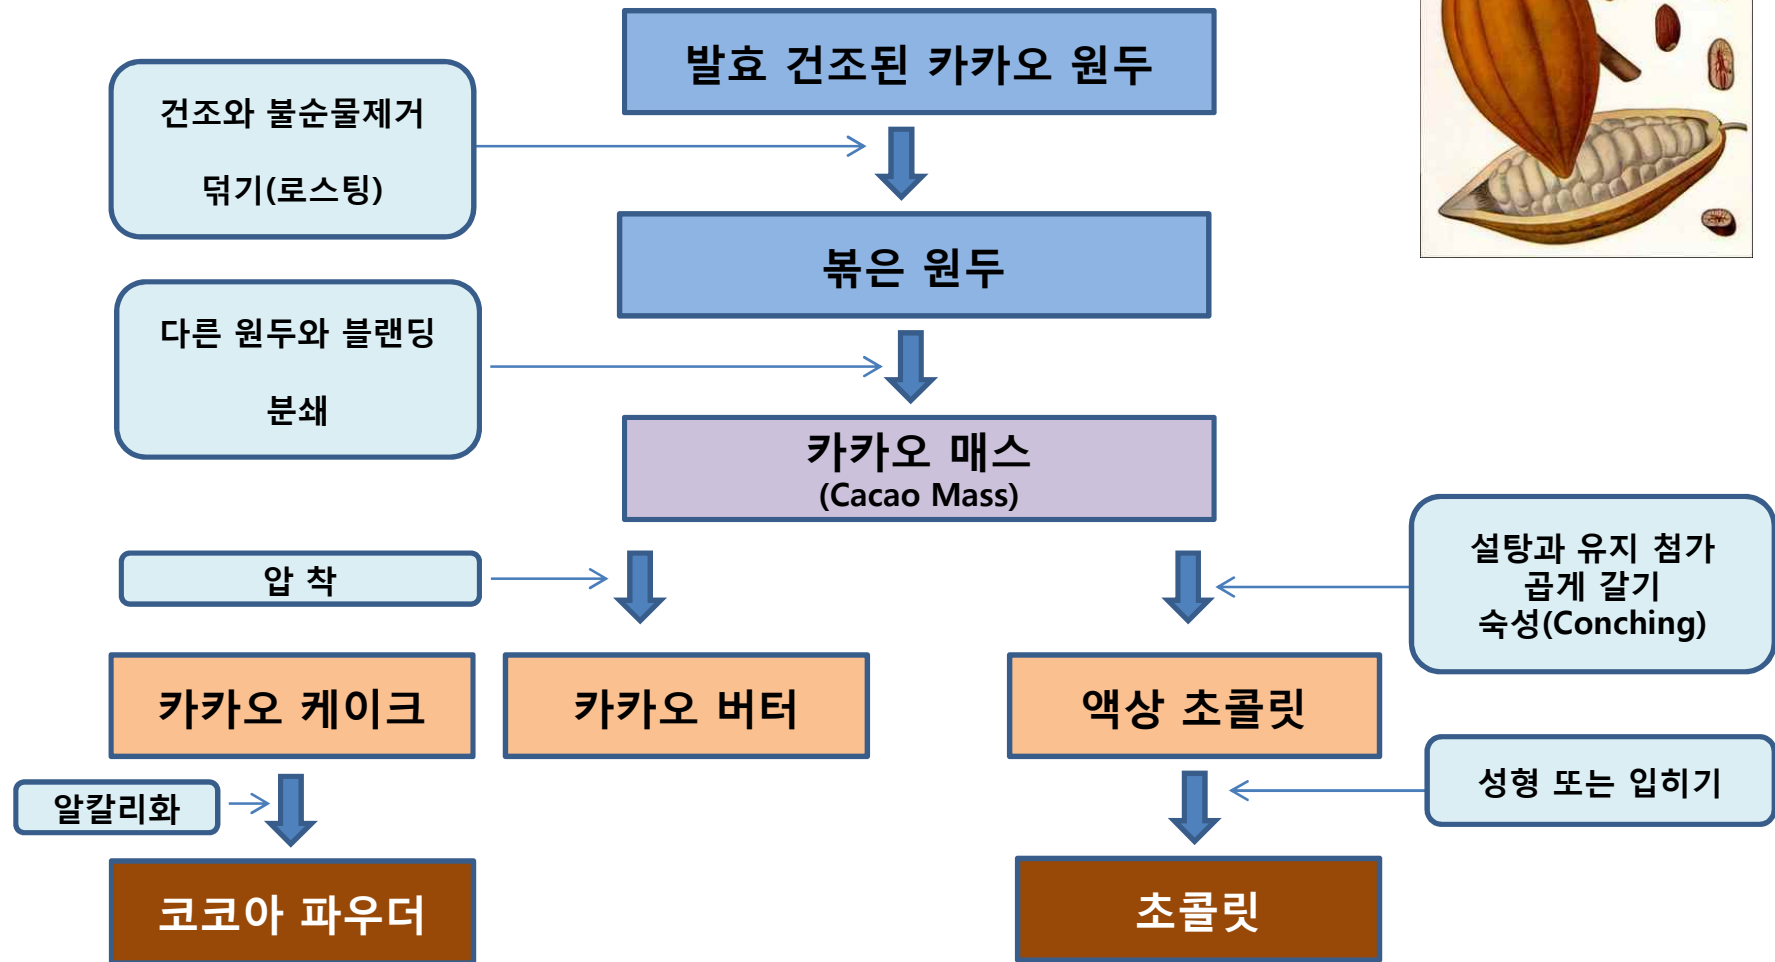 발효 건조된 카카오 원두
건조와 불순물제거
덖기(로스팅)
볶은 원두
다른 원두와 블랜딩
분쇄
카카오 매스
(Cacao Mass)
압 착
설탕과 유지 첨가
곱게 갈기
숙성(Conching)
카카오 케이크
카카오 버터
액상 초콜릿
알칼리화
성형 또는 입히기
코코아 파우더
초콜릿